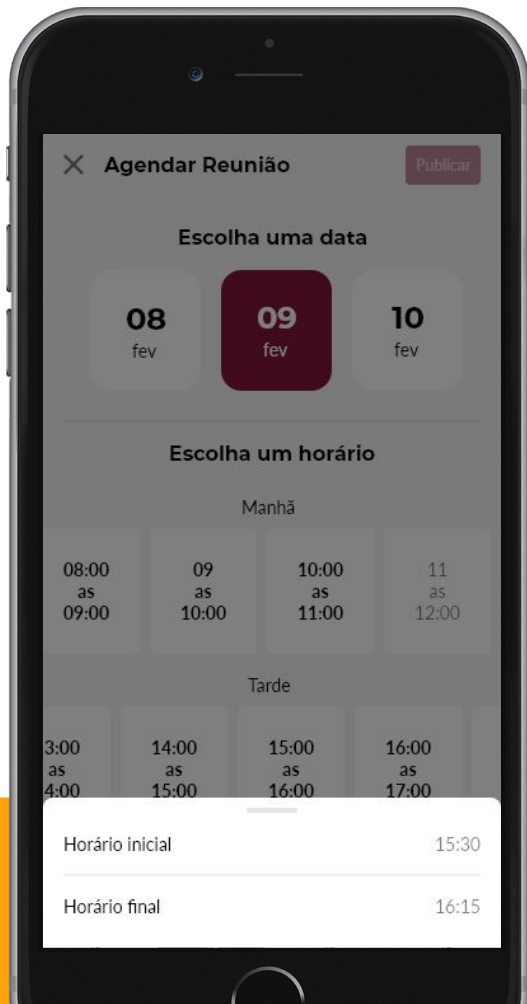 Agendar Reunião
Publicar
Escolha uma data
08
fev
09
fev
10
fev
Escolha um horário
Manhã
08:00
as
09:00
09
as
10:00
10:00
as
11:00
11
as
12:00
Tarde
3:00
as
4:00
14:00
as
15:00
15:00
as
16:00
16:00
as
17:00
Horário inicial
15:30
Horário final
16:15